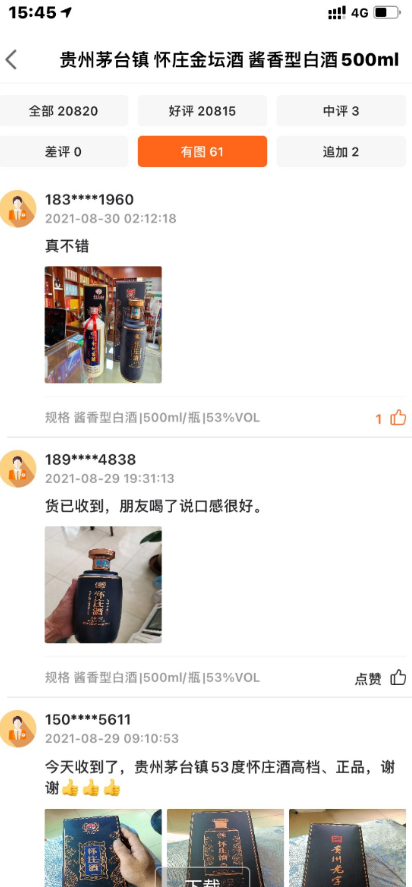 15:45
4G
贵州茅台镇 怀庄金坛酒 酱香型白酒500ml
全部 20820
好评 20815
中评 3
差评 0
有图 61
追加 2
183****1960
2021-08-30 02:12:18
真不错
规格 酱香型白酒|500ml/瓶|53%VOL
1
189****4838
2021-08-29 19:31:13
货已收到，朋友喝了说口感很好。
怀庄酒
规格 酱香型白酒|500ml/瓶|53%VOL
点赞
150****5611
2021-08-29 09:10:53
今天收到了，贵州茅台镇53度怀庄酒高档、正品，谢
谢👍👍👍
怀庄酒
怀庄酒
贵州老
下载